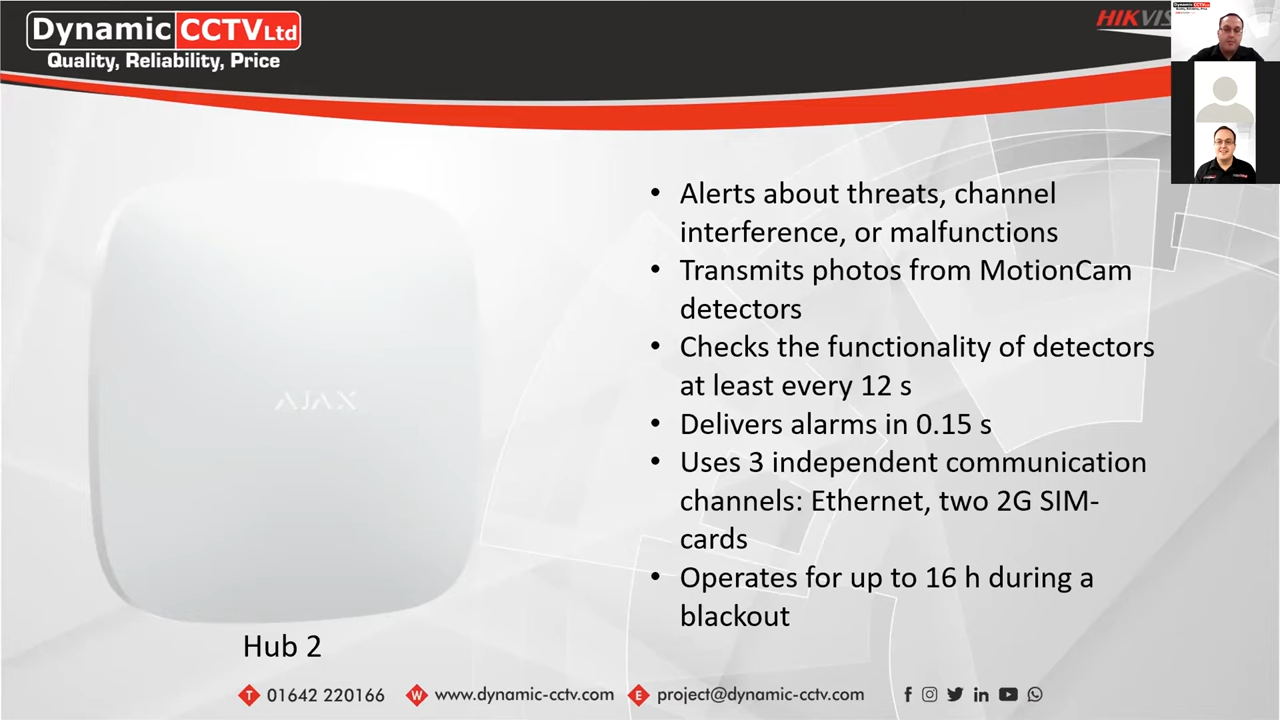 Dynamic CCTV Ltd
Quality, Reliability, Price
• Alerts about threats, channel
interference, or malfunctions
• Transmits photos from MotionCam
detectors
• Checks the functionality of detectors
at least every 12 s
• Delivers alarms in 0.15 s
• Uses 3 independent communication
channels: Ethernet, two 2G SIM-
cards
• Operates for up to 16 h during a
blackout
AJAX
Hub 2
T 01642 220166 W www.dynamic-cctv.com E project@dynamic-cctv.com